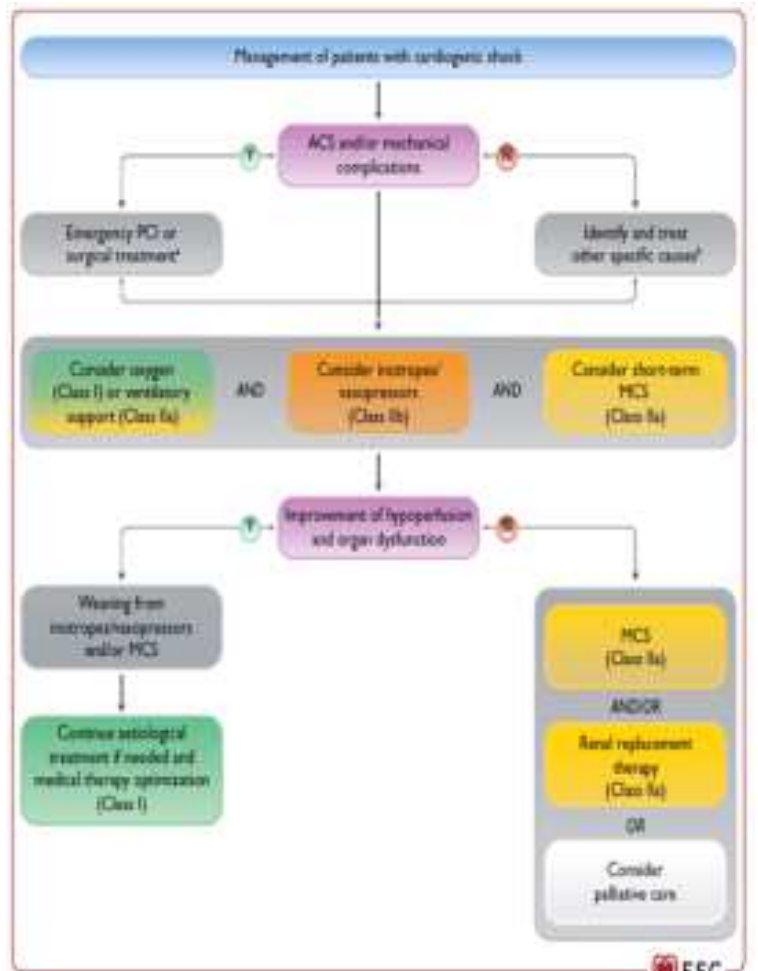 Management of patients with cardiogenic shock
ACS and/or mechanical
complications
Y
N
Emergency PCI or
surgical treatmentᵃ
Identify and treat
other specific causesᵇ
Consider oxygen
(Class I) or ventilatory
support (Class IIa)
AND
Consider inotropes/
vasopressors
(Class IIb)
AND
Consider short-term
MCS
(Class IIa)
Improvement of hypoperfusion
and organ dysfunction
Y
N
Weaning from
inotropes/vasopressors
and/or MCS
Continue aetiological
treatment if needed and
medical therapy optimization
(Class I)
MCS
(Class IIa)
AND/OR
Renal replacement
therapy
(Class IIa)
OR
Consider
palliative care
ESC